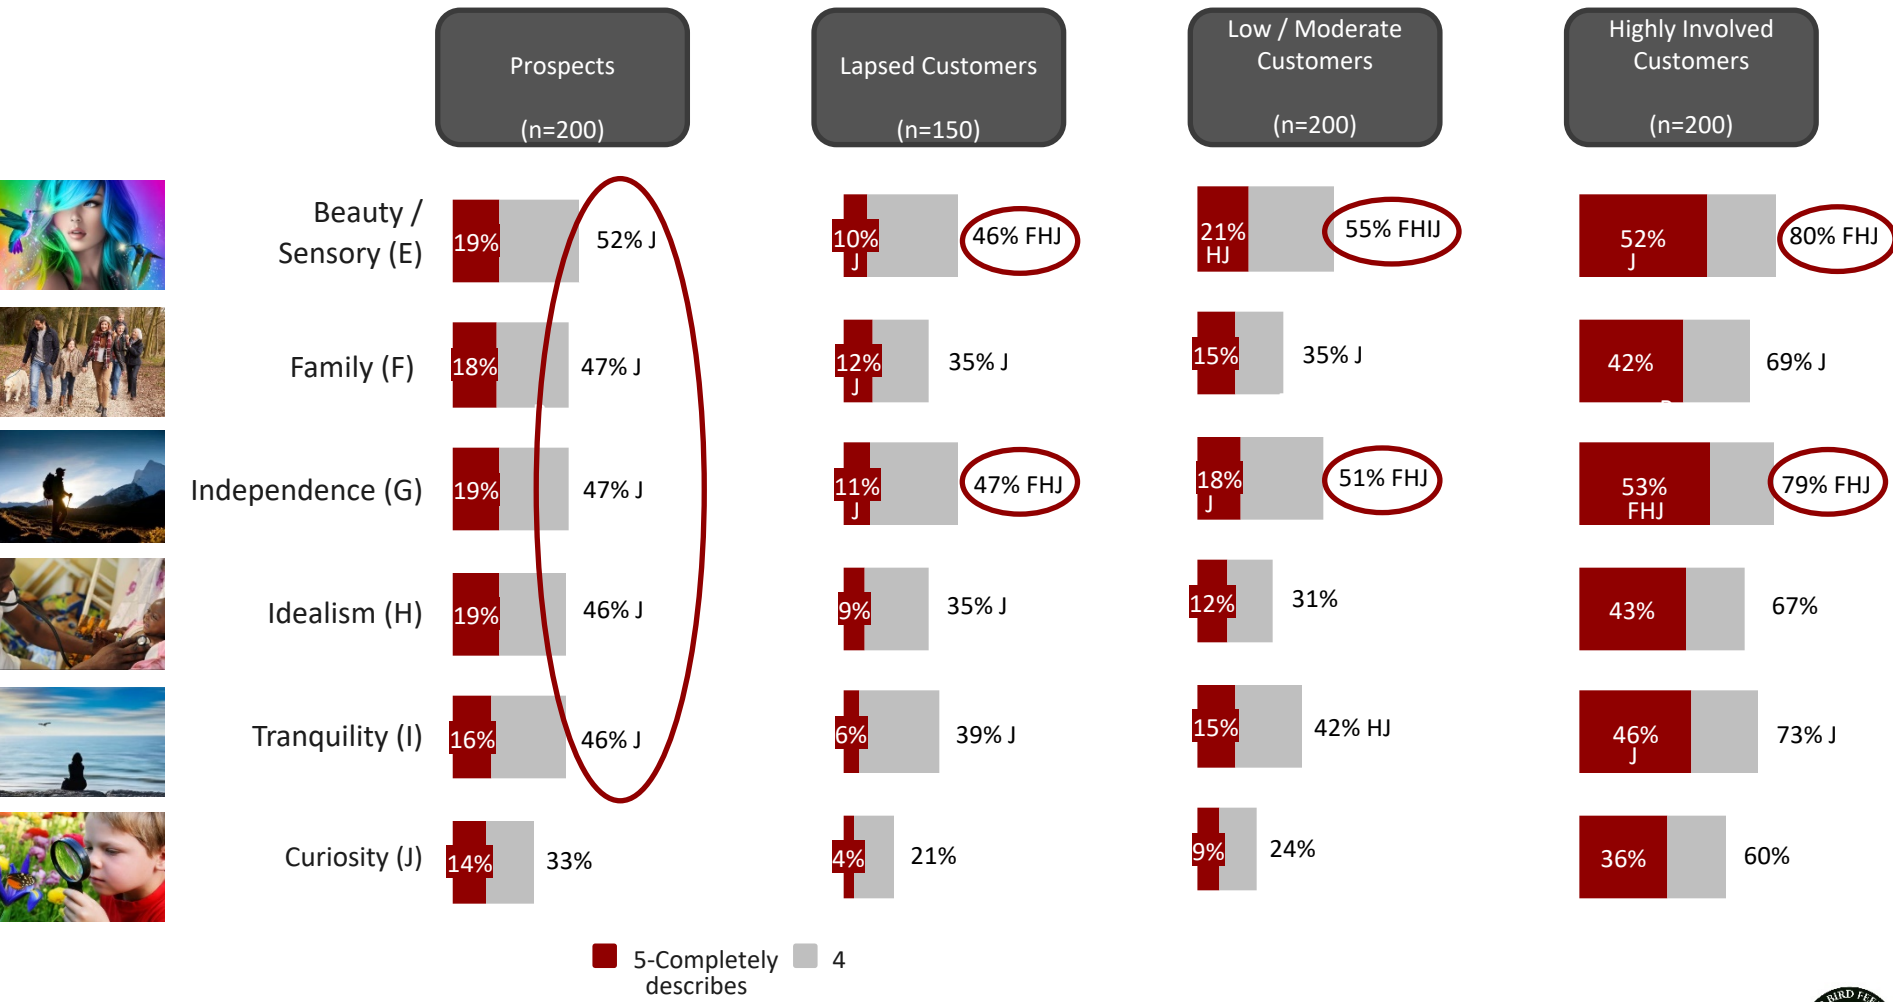 Prospects
(n=200)
Lapsed Customers
(n=150)
Low / Moderate
Customers
(n=200)
Highly Involved
Customers
(n=200)
Beauty /
Sensory (E)
19%
52% J
10%
J
46% FHJ
21%
HJ
55% FHIJ
52%
J
80% FHJ
Family (F)
18%
47% J
12%
J
35% J
15%
35% J
42%
69% J
Independence (G)
19%
47% J
11%
J
47% FHJ
18%
J
51% FHJ
53%
FHJ
79% FHJ
Idealism (H)
19%
46% J
9%
35% J
12%
31%
43%
67%
Tranquility (I)
16%
46% J
6%
39% J
15%
42% HJ
46%
J
73% J
Curiosity (J)
14%
33%
4%
21%
9%
24%
36%
60%
5-Completely
describes
4
BIRD